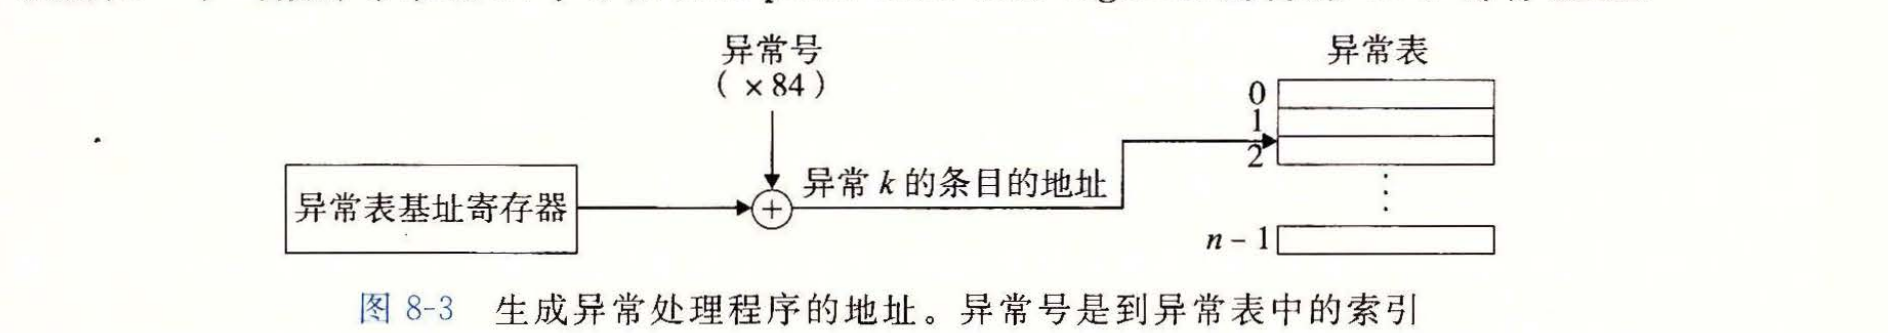 异常号
( ×84 )
异常表
0
1
2
异常 k 的条目的地址
异常表基址寄存器
+
n - 1
图 8-3 生成异常处理程序的地址。异常号是到异常表中的索引